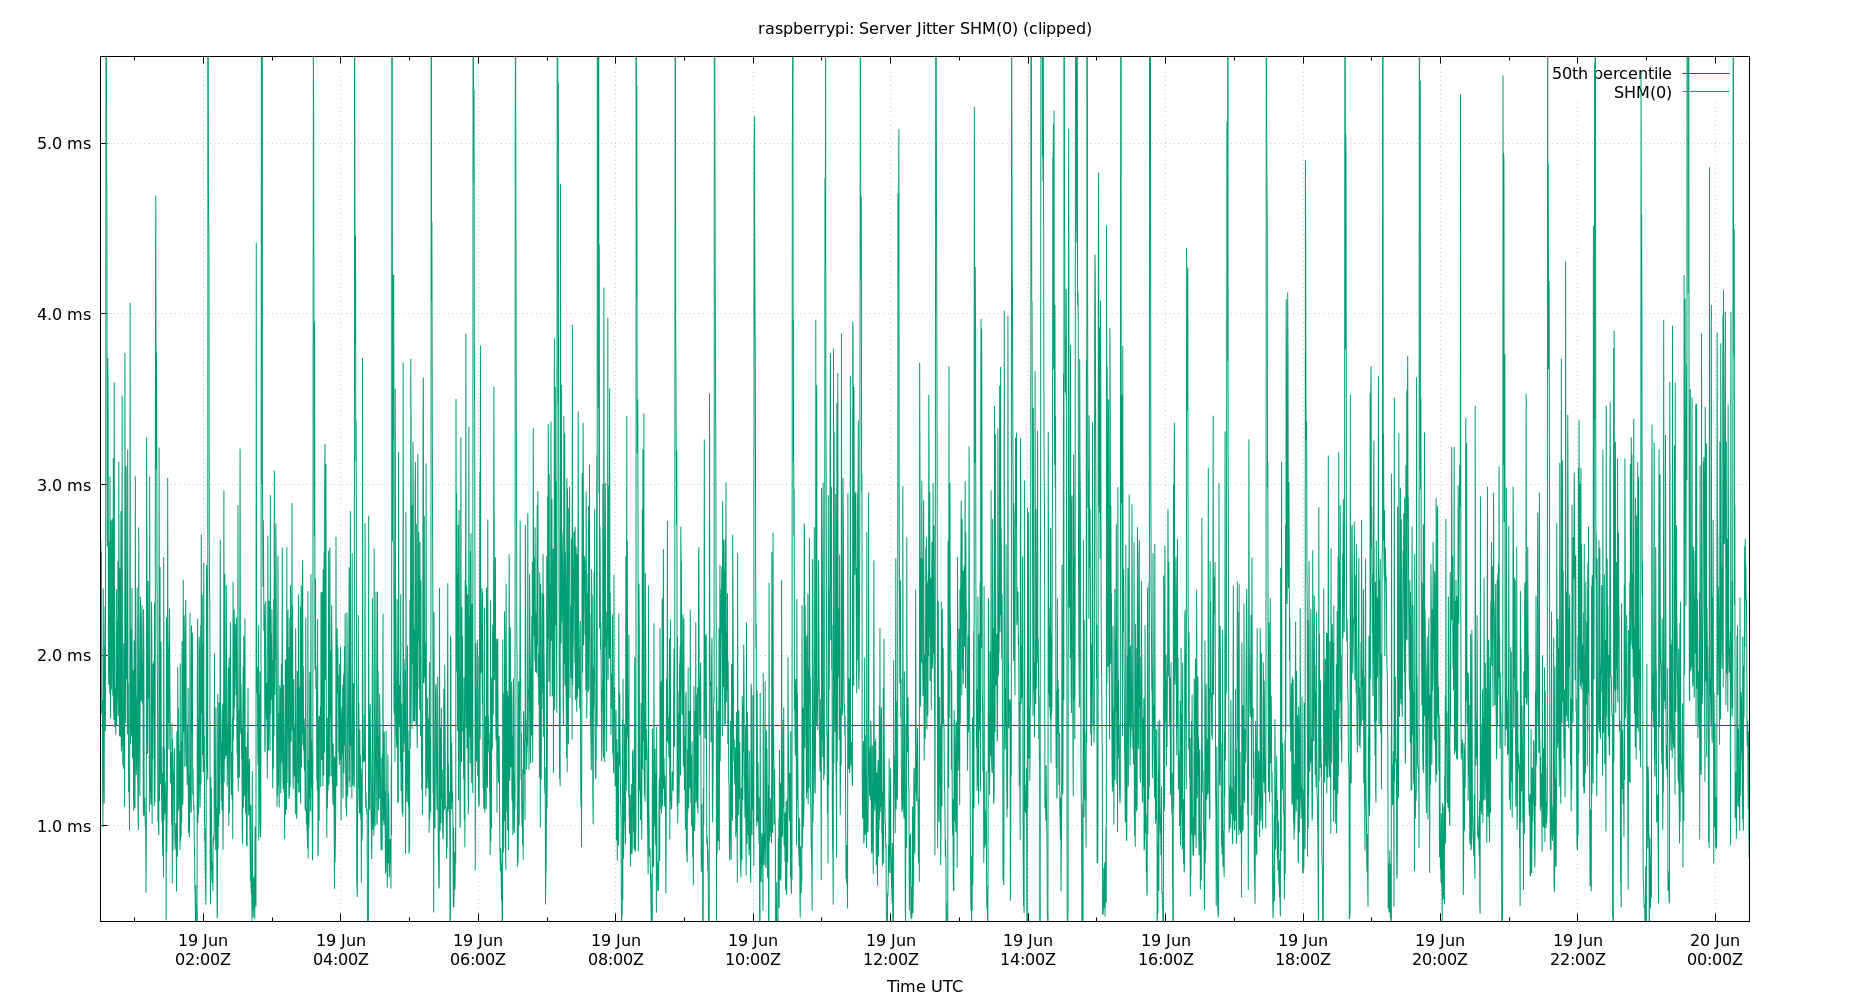 raspberrypi: Server Jitter SHM(0) (clipped)
50th percentile
SHM(0)
5.0 ms
4.0 ms
3.0 ms
2.0 ms
1.0 ms
19 Jun 19 Jun 19 Jun 19 Jun 19 Jun 19 Jun 19 Jun 19 Jun 19 Jun 19 Jun 19 Jun 20 Jun
02:00Z 04:00Z 06:00Z 08:00Z 10:00Z 12:00Z 14:00Z 16:00Z 18:00Z 20:00Z 22:00Z 00:00Z
Time UTC